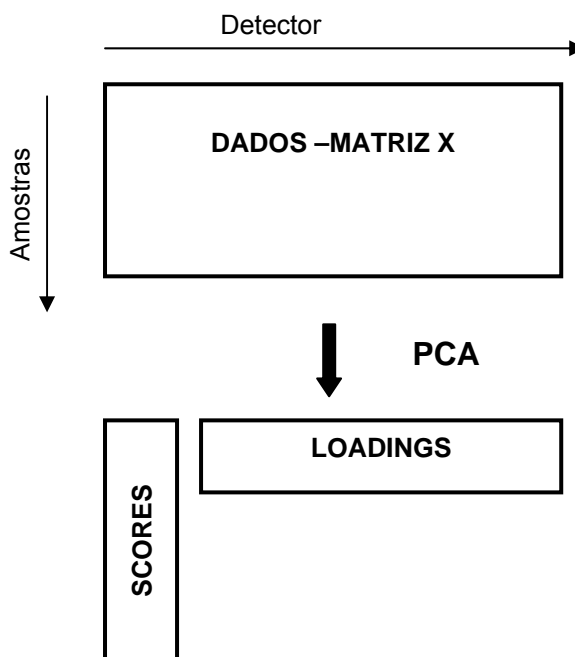 Detector
DADOS –MATRIZ X
Amostras
PCA
LOADINGS
SCORES